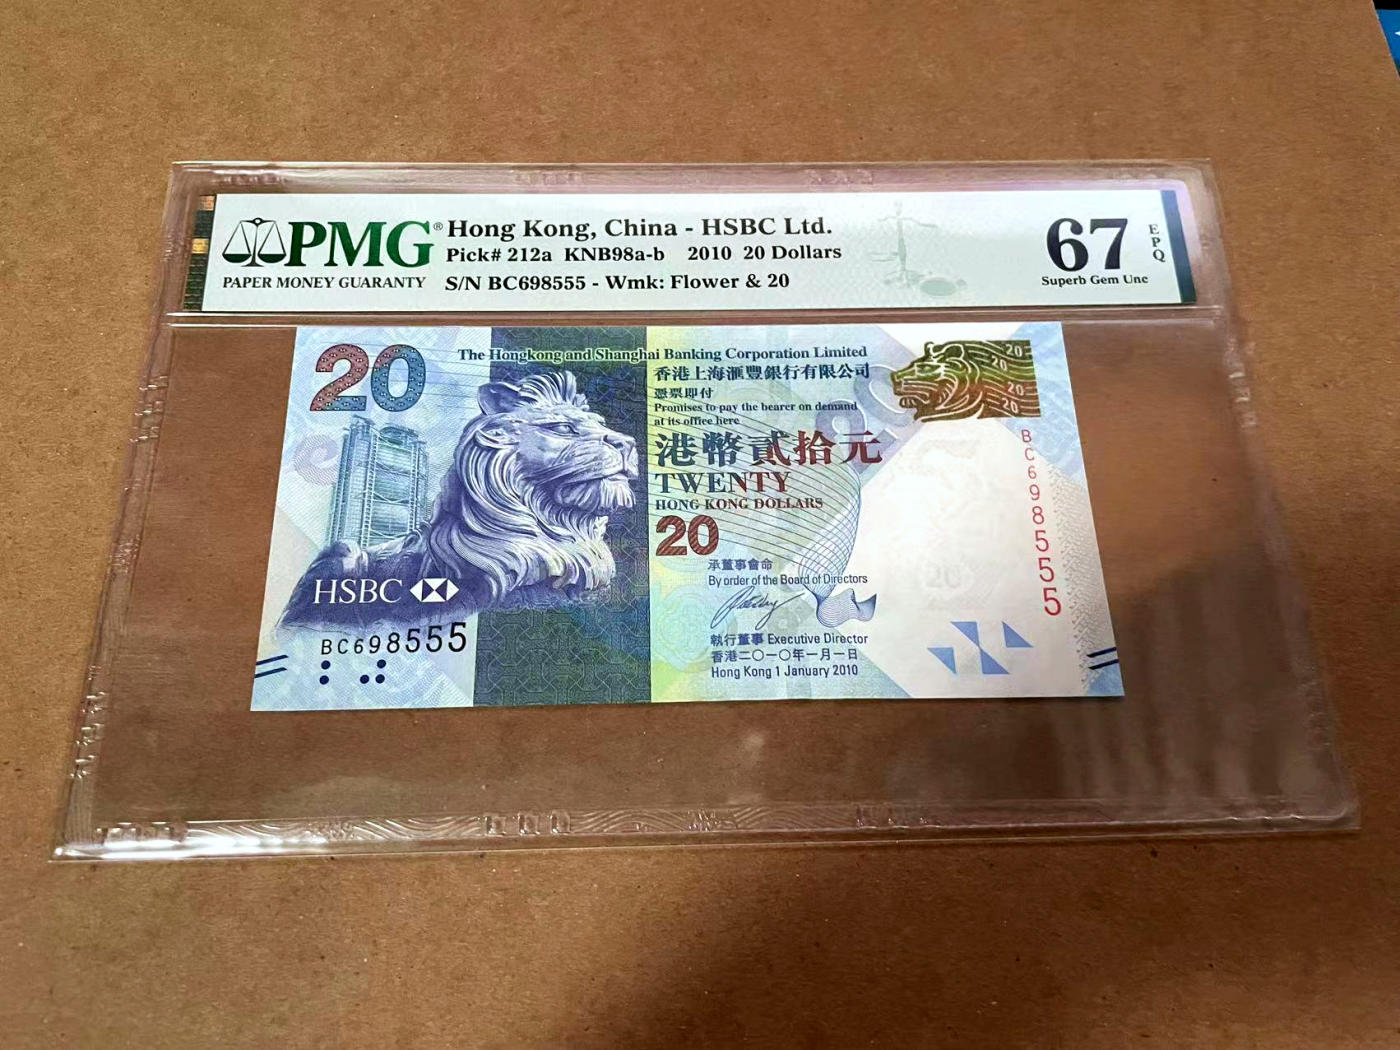 PMG®
PAPER MONEY GUARANTY
Hong Kong, China - HSBC Ltd.
Pick# 212a KNB98a-b 2010 20 Dollars
S/N BC698555 - Wmk: Flower & 20
67
EPQ
Superb Gem Unc
20
The Hongkong and Shanghai Banking Corporation Limited
香港上海滙豐銀行有限公司
憑票即付
Promises to pay the bearer on demand
at its office here
港幣貳拾元
TWENTY
HONG KONG DOLLARS
20
承董事會命
By order of the Board of Directors
執行董事 Executive Director
香港二〇一〇年一月一日
Hong Kong 1 January 2010
HSBC
BC698555
20
20
20
20
BC698555
20